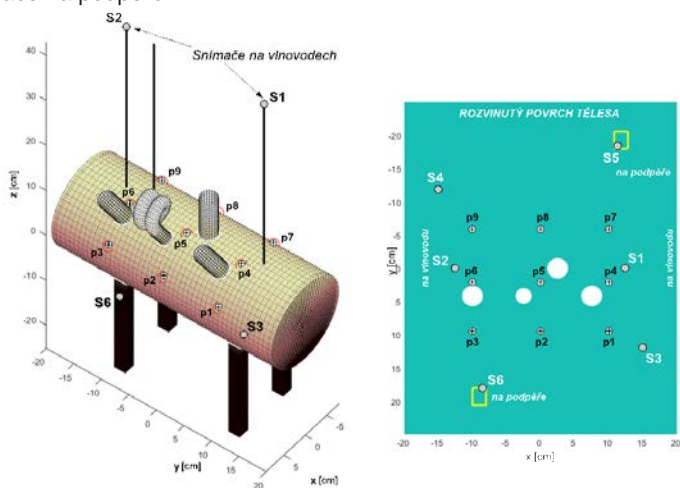 S2
Snímače na vlnovodech
S1
z [cm]
40
30
20
10
0
-10
-20
p9
p6
p8
p5
p7
p3
p4
p2
p1
S6
S3
-20
-15
-10
-5
0
5
10
15
20
y [cm]
-5
0
5
x [cm]
ROZVINUTÝ POVRCH TĚLESA
S5
na podpěře
S4
p9
p8
p7
na vlnovodu
S2
S1
na vlnovodu
p6
p5
p4
p3
p2
p1
S3
S6
na podpěře
-20
-15
-10
-5
0
5
10
15
20
y [cm]
-20
-15
-10
-5
0
5
10
15
20
x [cm]